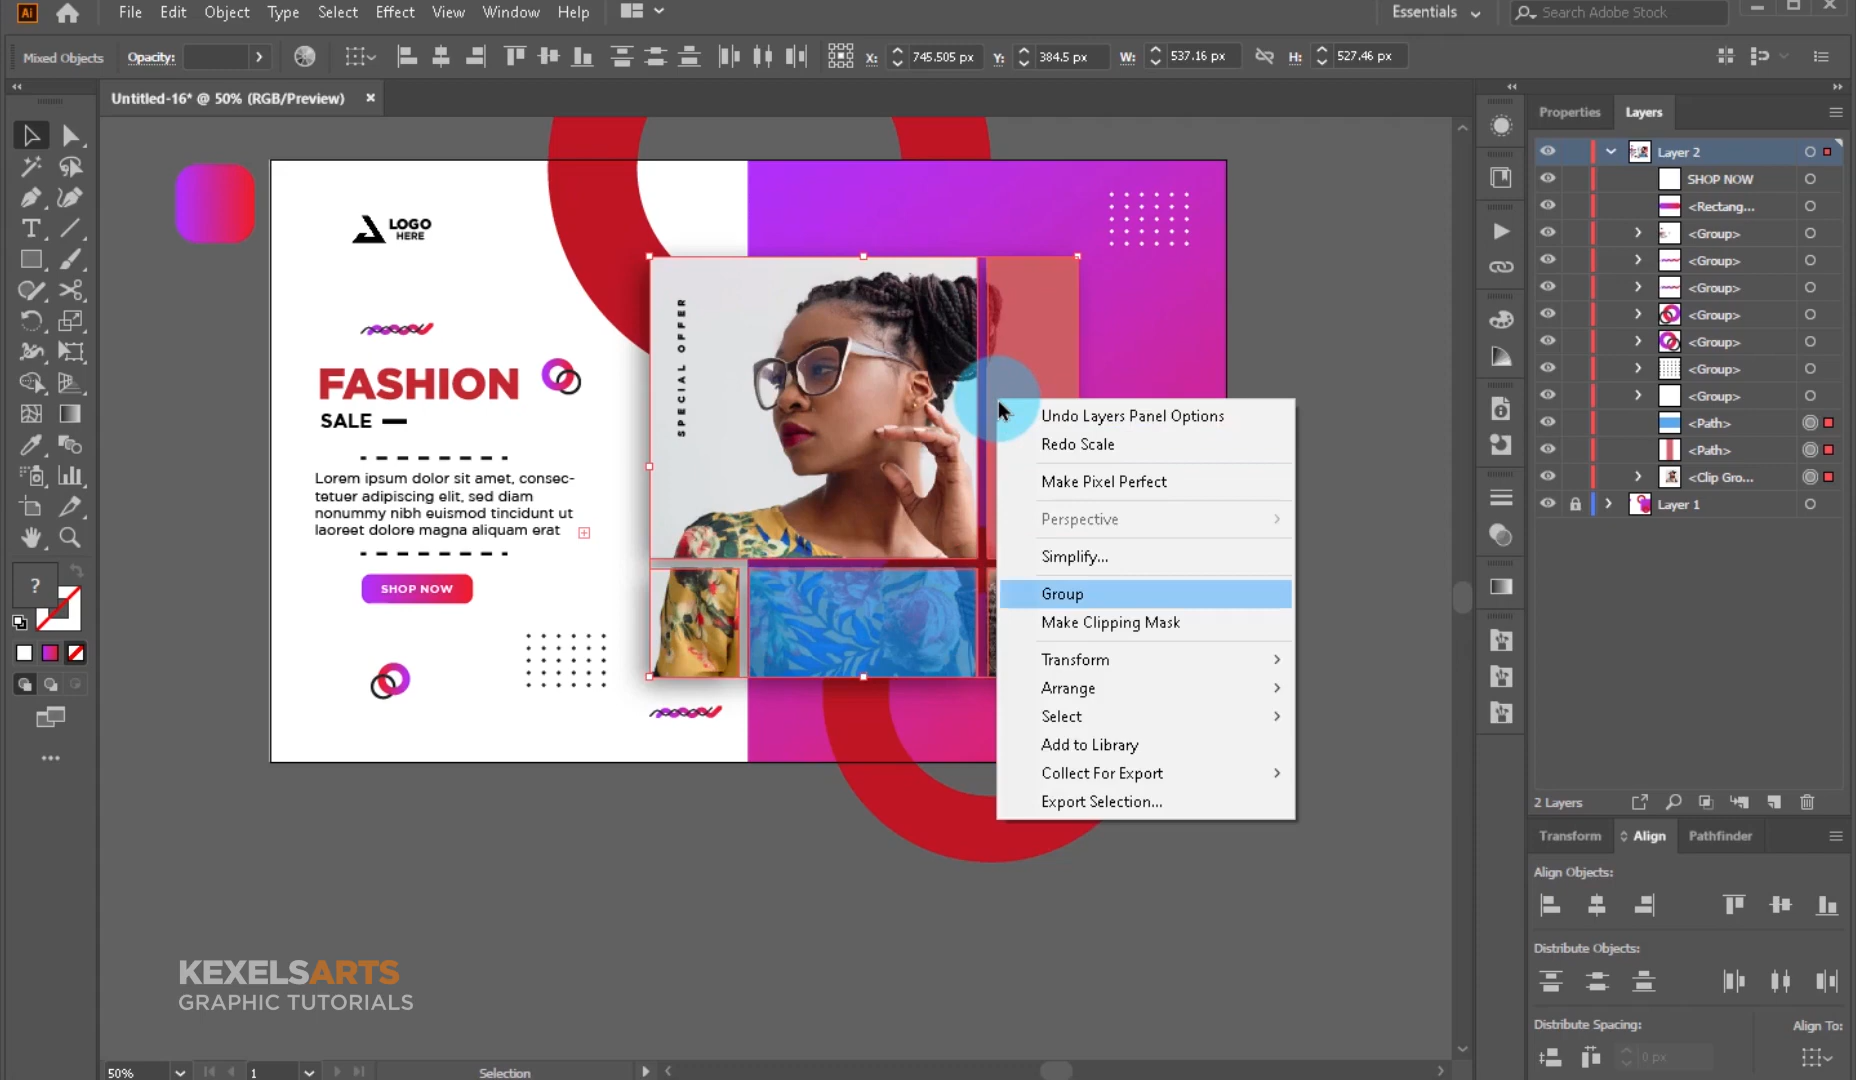 Ai File Edit Object Type Select Effect View Window Help
Essentials
Search Adobe Stock
Mixed Objects
Opacity:
X: 745.505 px
Y: 384.5 px
W: 537.16 px
H: 527.46 px
Untitled-16* @ 50% (RGB/Preview)
Properties Layers
Layer 2
SHOP NOW
<Rectang...
<Group>
<Group>
<Group>
<Group>
<Group>
<Group>
<Group>
<Path>
<Path>
<Clip Gro...
Layer 1
LOGO
HERE
SPECIAL OFFER
FASHION
SALE
Lorem ipsum dolor sit amet, consec-
tetuer adipiscing elit, sed diam
nonummy nibh euismod tincidunt ut
laoreet dolore magna aliquam erat
SHOP NOW
?
Undo Layers Panel Options
Redo Scale
Make Pixel Perfect
Perspective
Simplify...
Group
Make Clipping Mask
Transform
Arrange
Select
Add to Library
Collect For Export
Export Selection...
2 Layers
Transform Align Pathfinder
Align Objects:
Distribute Objects:
Distribute Spacing:
Align To:
0 px
KEXELSARTS
GRAPHIC TUTORIALS
50%
1
Selection